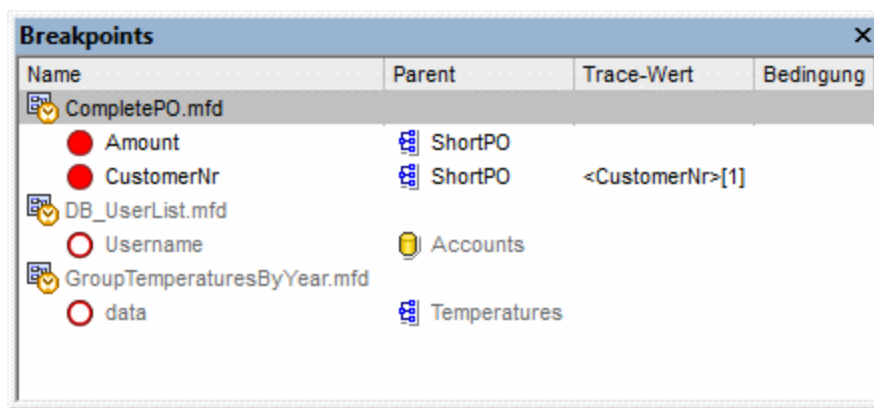 Breakpoints
Name Parent Trace-Wert Bedingung
CompletePO.mfd
Amount ShortPO
CustomerNr ShortPO <CustomerNr>[1]
DB_UserList.mfd
Username Accounts
GroupTemperaturesByYear.mfd
data Temperatures